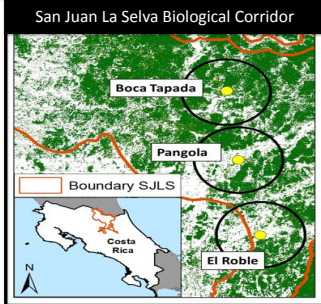 San Juan La Selva Biological Corridor
Boca Tapada
Pangola
Boundary SJLS
Costa
Rica
El Roble
N